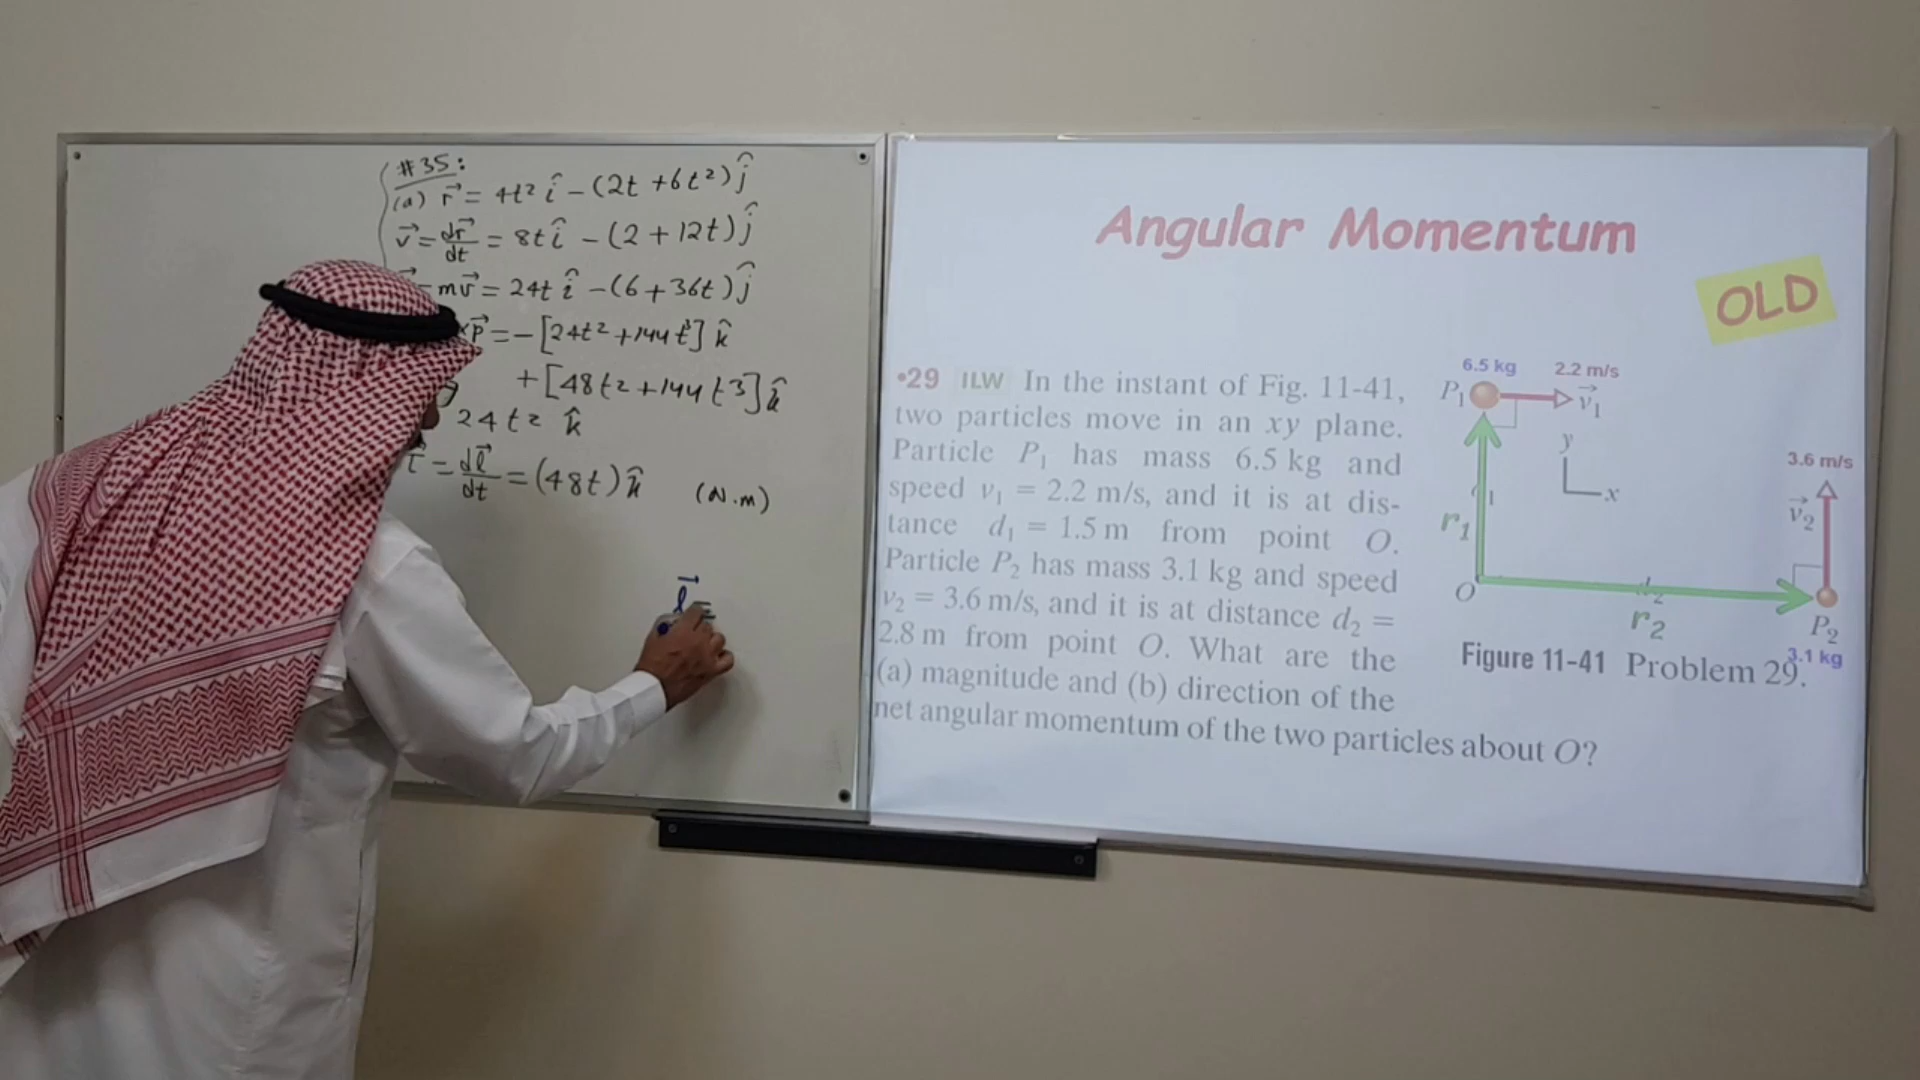 #35:
(a) r⃗ = 4t² î – (2t + 6t²) ĵ
v⃗ = dr⃗/dt = 8t î – (2 + 12t) ĵ
mv⃗ = 24t î – (6 + 36t) ĵ
×p⃗ = – [24t² + 144t³] k̂
+ [48t² + 144t³] k̂
24t² k̂
τ⃗ = dℓ⃗/dt = (48t) k̂ (N.m)
ℓ⃗ =
Angular Momentum
OLD
•29 ILW In the instant of Fig. 11-41,
two particles move in an xy plane.
Particle P₁ has mass 6.5 kg and
speed v₁ = 2.2 m/s, and it is at dis-
tance d₁ = 1.5 m from point O.
Particle P₂ has mass 3.1 kg and speed
v₂ = 3.6 m/s, and it is at distance d₂ =
2.8 m from point O. What are the
(a) magnitude and (b) direction of the
net angular momentum of the two particles about O?
6.5 kg 2.2 m/s
P₁ v⃗₁
y
x
3.6 m/s
v⃗₂
r₁
O
r₂
P₂
3.1 kg
Figure 11-41 Problem 29.